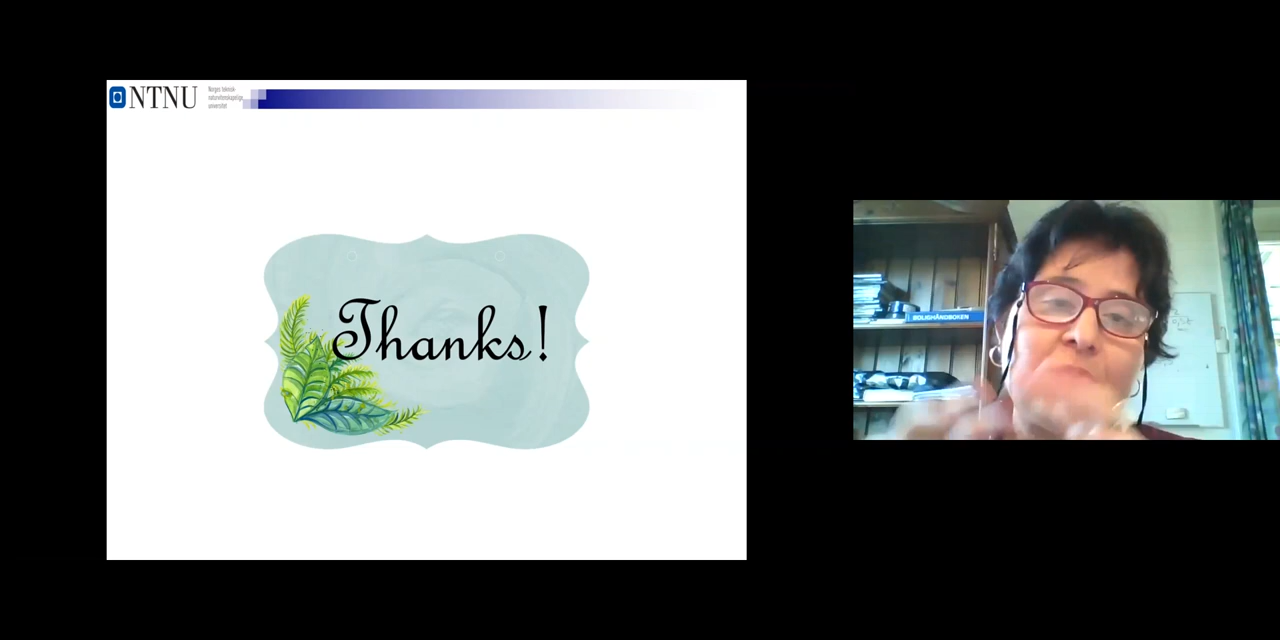 NTNU
Norges teknisk-
naturvitenskapelige
universitet
Thanks!
BOLIGHÅNDBOKEN